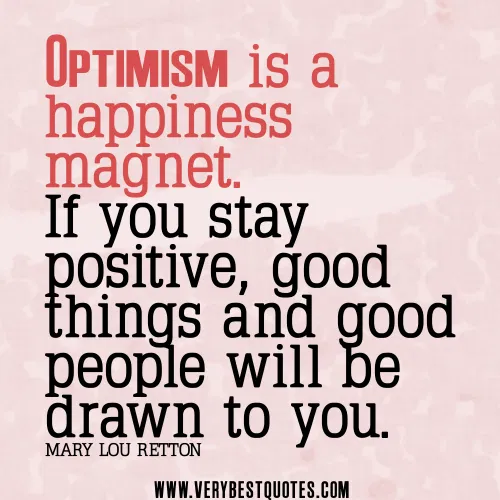 OPTIMISM is a
happiness
magnet.
If you stay
positive, good
things and good
people will be
drawn to you.
MARY LOU RETTON
WWW.VERYBESTQUOTES.COM